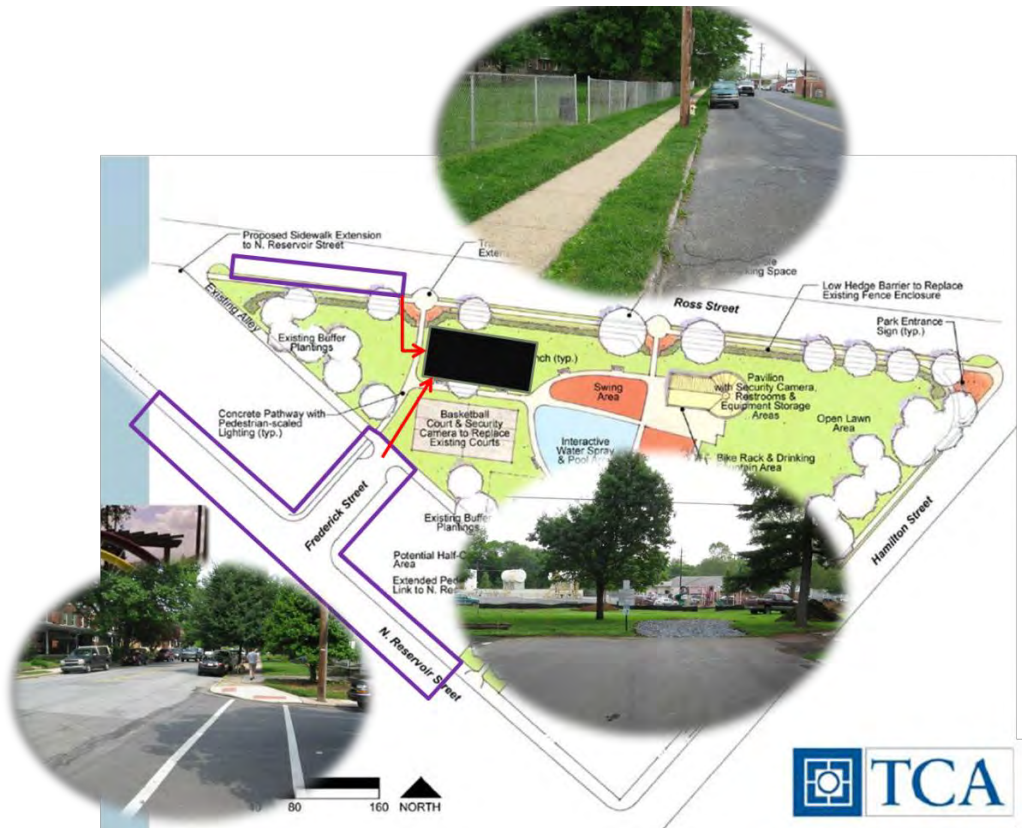 Proposed Sidewalk Extension
to N. Reservoir Street
Existing Alley
Existing Buffer
Plantings
Ross Street
Low Hedge Barrier to Replace
Existing Fence Enclosure
Park Entrance
Sign (typ.)
(typ.)
Swing
Area
Pavilion
with Security Camera,
Restrooms &
Equipment Storage
Areas
Open Lawn
Area
Concrete Pathway with
Pedestrian-scaled
Lighting (typ.)
Basketball
Court & Security
Camera to Replace
Existing Courts
Interactive
Water Spray
& Pool
Bike Rack & Drinking
Area
Frederick Street
Existing
Plantings
Potential
Area
Extended
Link to N.
N. Reservoir Street
Hamilton Street
80
160
NORTH
TCA